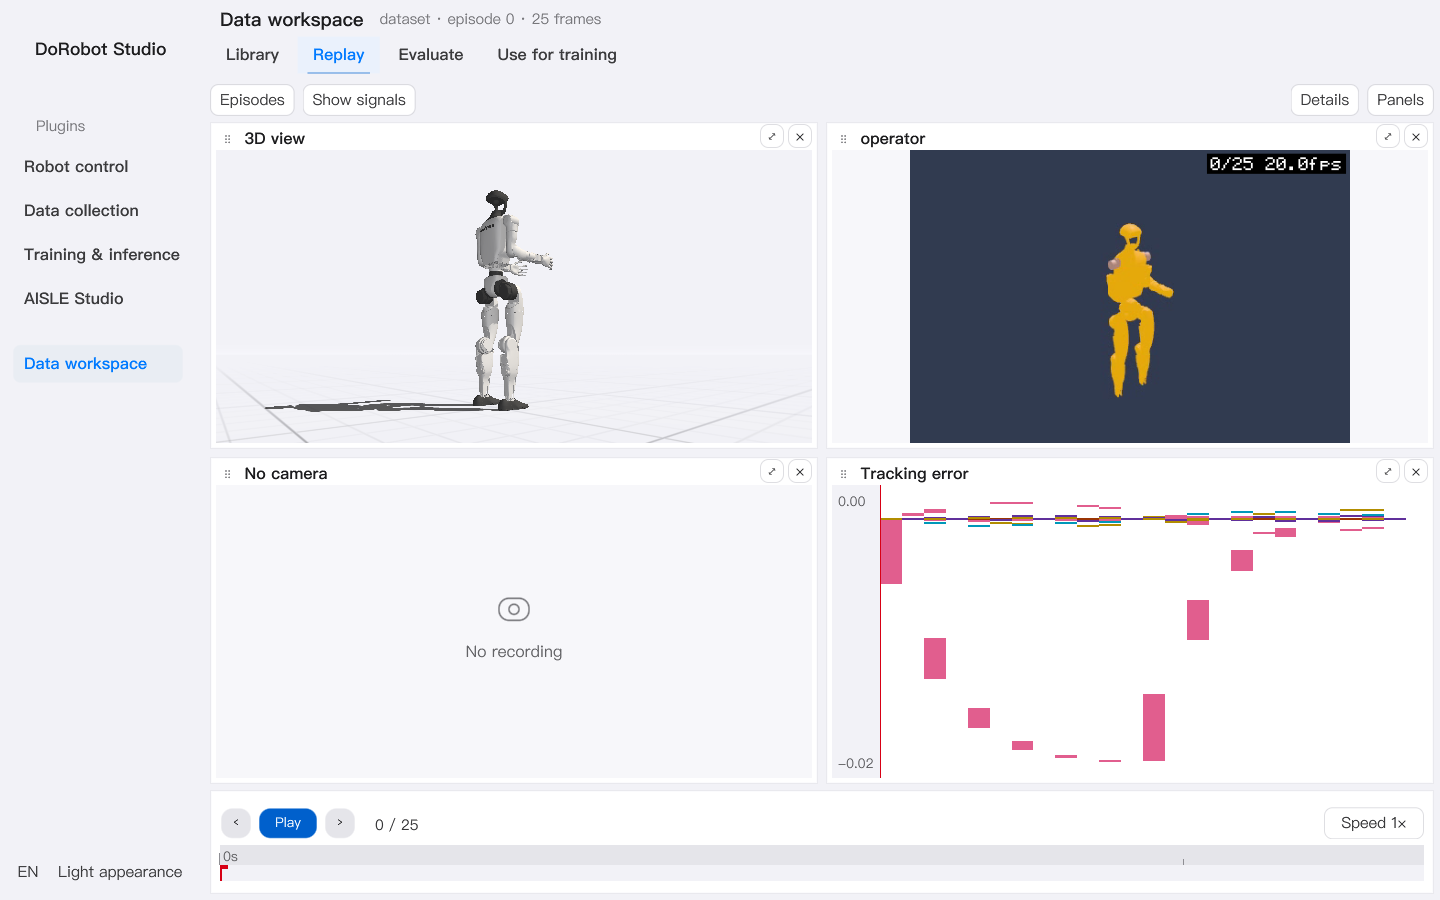 DoRobot Studio
Plugins
Robot control
Data collection
Training & inference
AISLE Studio
Data workspace
EN Light appearance
Data workspace dataset · episode 0 · 25 frames
Library Replay Evaluate Use for training
Episodes Show signals Details Panels
3D view
operator
0/25 20.0fps
No camera
No recording
Tracking error
0.00
−0.02
Play 0 / 25 Speed 1×
0s